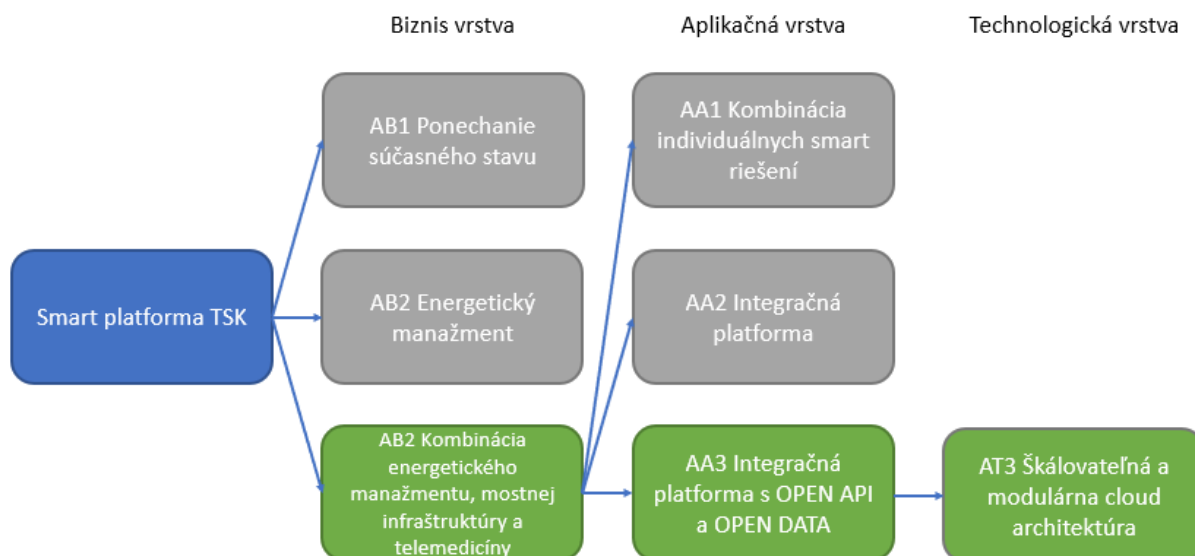 Biznis vrstva
Aplikačná vrstva
Technologická vrstva
AB1 Ponechanie
súčasného stavu
AA1 Kombinácia
individuálnych smart
riešení
Smart platforma TSK
AB2 Energetický
manažment
AA2 Integračná
platforma
AB2 Kombinácia
energetického
manažmentu, mostnej
infraštruktúry a
telemedicíny
AA3 Integračná
platforma s OPEN API
a OPEN DATA
AT3 Škálovateľná a
modulárna cloud
architektúra